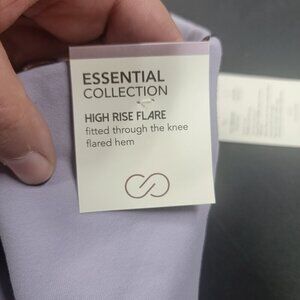 ESSENTIAL
COLLECTION
HIGH RISE FLARE
fitted through the knee
flared hem